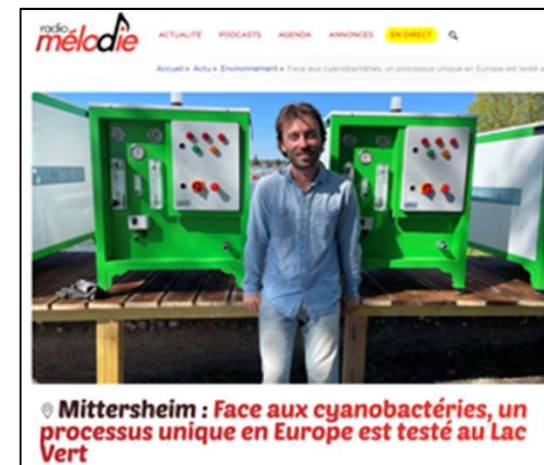 radio
mélodie
ACTUALITÉ PODCASTS AGENDA ANNONCES EN DIRECT
Accueil » Actu » Environnement » Face aux cyanobactéries, un processus unique en Europe est testé a
Mittersheim : Face aux cyanobactéries, un
processus unique en Europe est testé au Lac
Vert